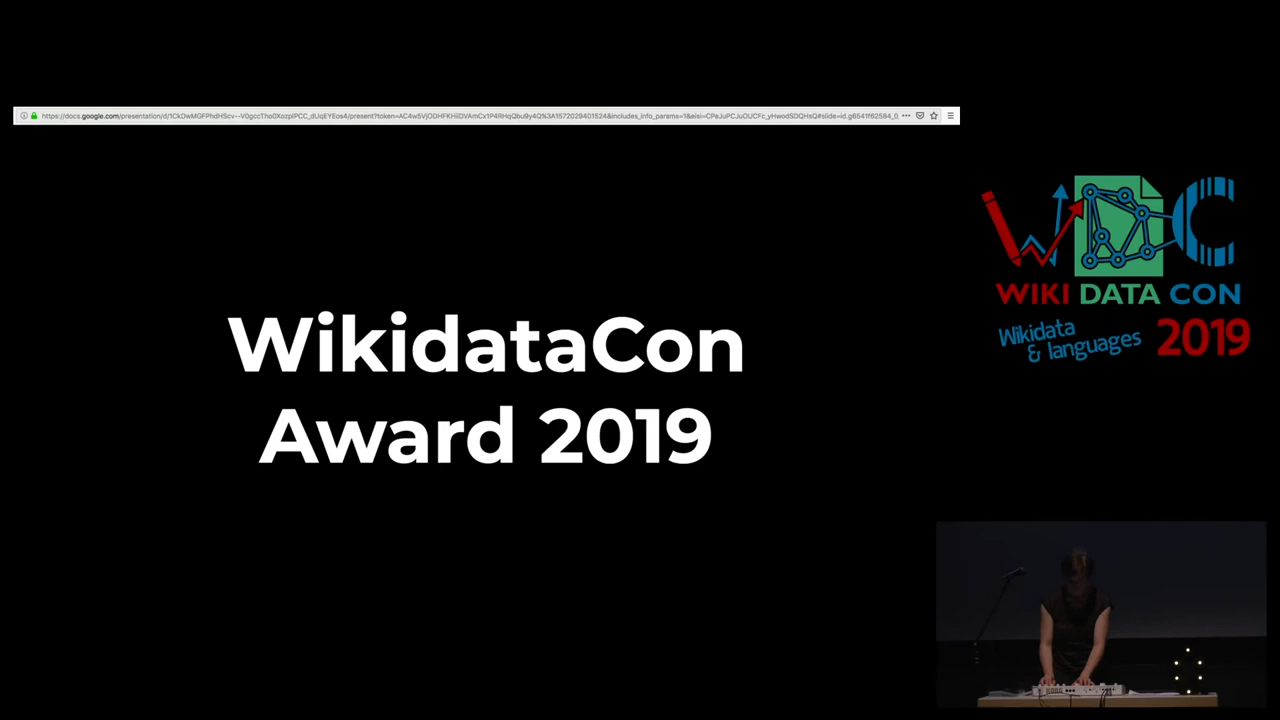 WikidataCon
Award 2019
WIKI DATA CON
Wikidata
& languages
2019